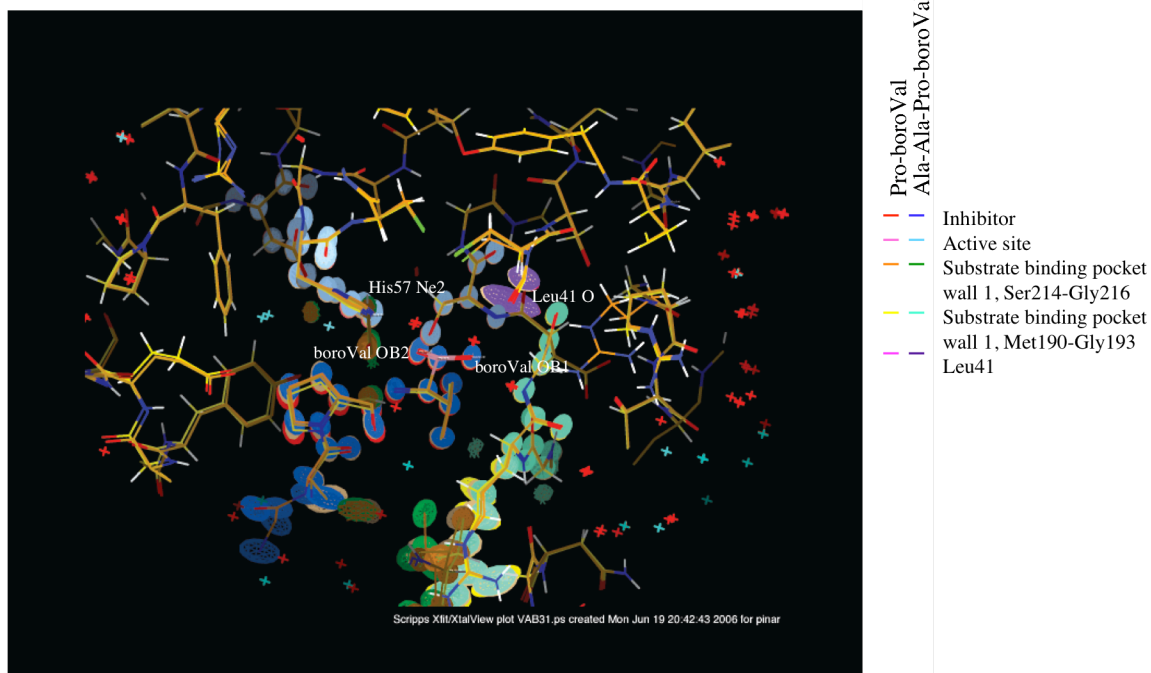 Pro-boroVal
Ala-Ala-Pro-boroVa
Inhibitor
Active site
Substrate binding pocket
wall 1, Ser214-Gly216
Substrate binding pocket
wall 1, Met190-Gly193
Leu41
His57 Ne2
Leu41 O
boroVal OB2
boroVal OB1
Scripps Xfit/XtalView plot VAB31.ps created Mon Jun 19 20:42:43 2006 for pinar